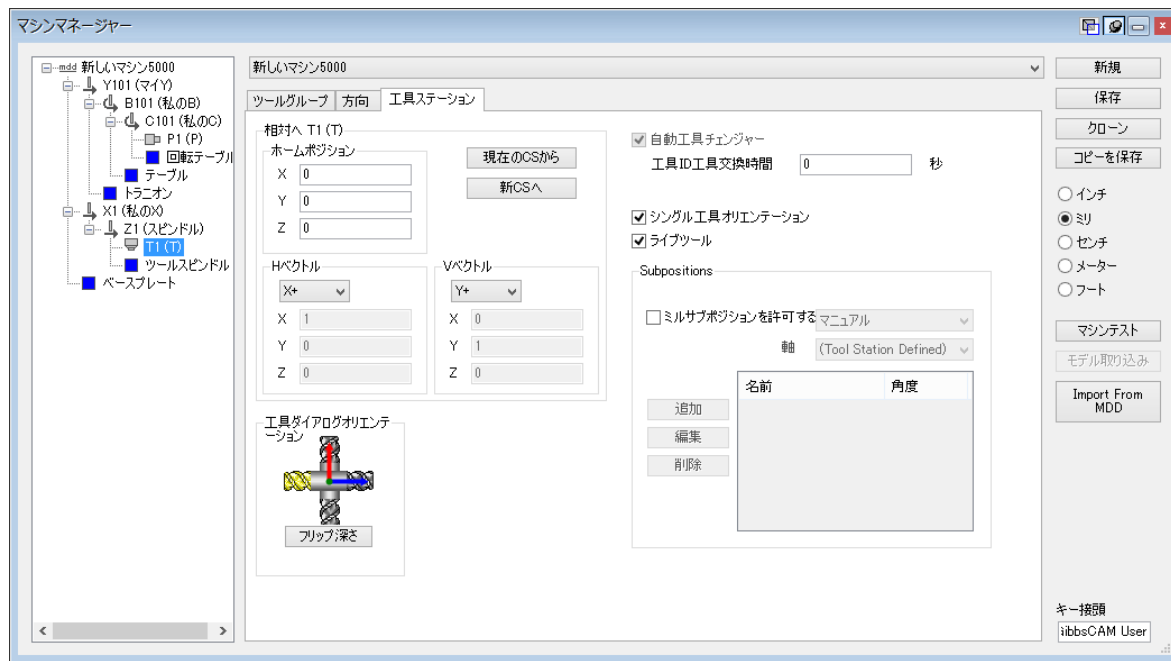 マシンマネージャー
mdd 新しいマシン5000
Y101 (マイY)
B101 (私のB)
C101 (私のC)
P1 (P)
回転テーブル
テーブル
トラニオン
X1 (私のX)
Z1 (スピンドル)
T1 (T)
ツールスピンドル
ベースプレート
新しいマシン5000
ツールグループ 方向 工具ステーション
相対へ T1 (T)
ホームポジション
X 0
Y 0
Z 0
現在のCSから
新CSへ
Hベクトル
X+
X 1
Y 0
Z 0
Vベクトル
Y+
X 0
Y 1
Z 0
工具ダイアログオリエンテ
ーション
フリップ深さ
自動工具チェンジャー
工具ID工具交換時間 0 秒
シングル工具オリエンテーション
ライブツール
Subpositions
ミルサブポジションを許可する マニュアル
軸 (Tool Station Defined)
名前 角度
追加
編集
削除
新規
保存
クローン
コピーを保存
インチ
ミリ
センチ
メーター
フート
マシンテスト
モデル取り込み
Import From
MDD
キー接頭
ibbsCAM User